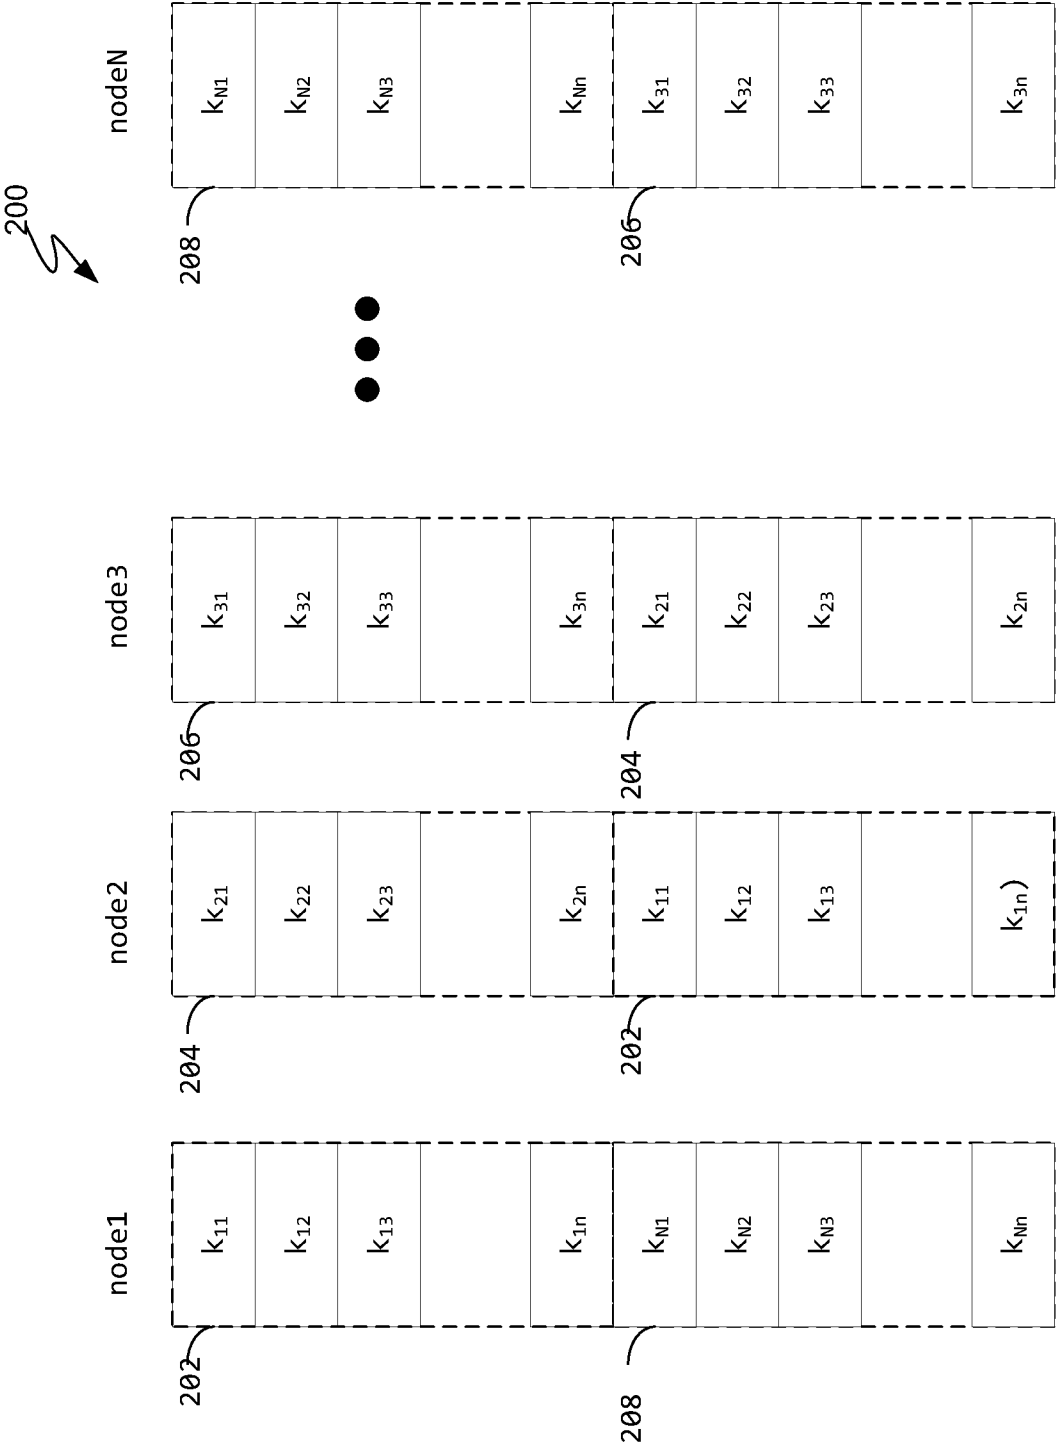 200
node1 node2 node3 nodeN
202 204 206 208
k11 k21 k31 kN1
k12 k22 k32 kN2
k13 k23 k33 kN3
k1n k2n k3n kNn
208 202 204 206
kN1 k11 k21 k31
kN2 k12 k22 k32
kN3 k13 k23 k33
kNn k1n) k2n k3n